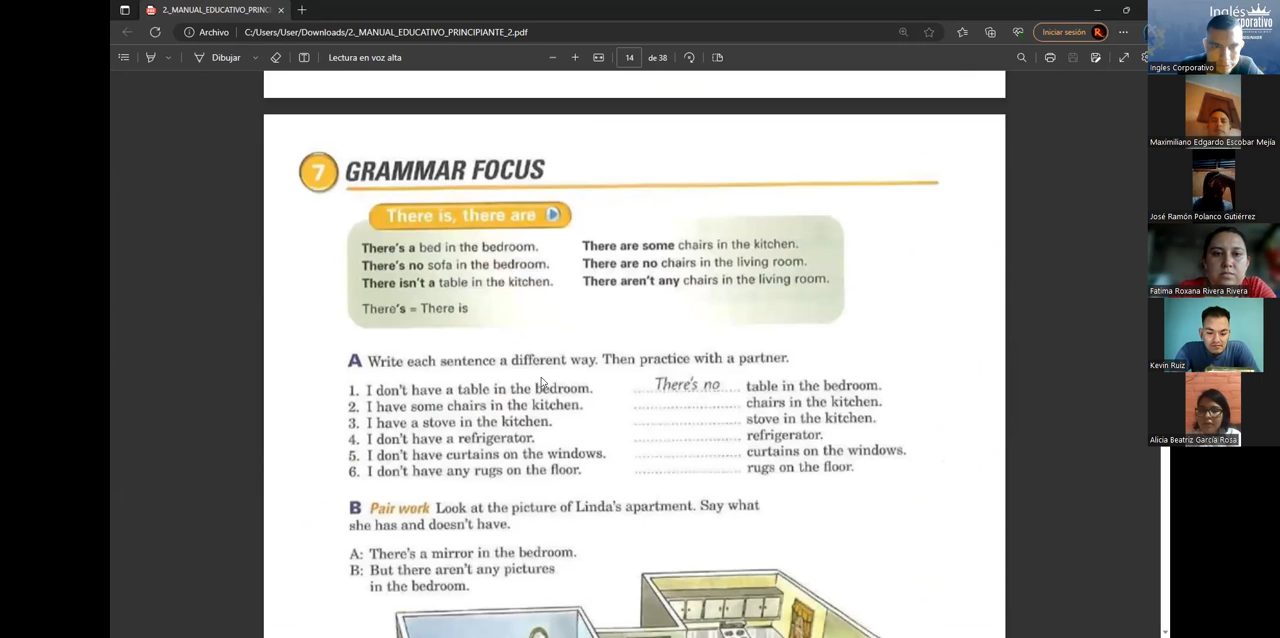 2._MANUAL_EDUCATIVO_PRINCI
Archivo
C:/Users/User/Downloads/2._MANUAL_EDUCATIVO_PRINCIPIANTE_2.pdf
Iniciar sesión
R
Dibujar
Lectura en voz alta
14
de 38
7 GRAMMAR FOCUS
There is, there are
There's a bed in the bedroom.
There's no sofa in the bedroom.
There isn't a table in the kitchen.
There's = There is
There are some chairs in the kitchen.
There are no chairs in the living room.
There aren't any chairs in the living room.
A Write each sentence a different way. Then practice with a partner.
1. I don't have a table in the bedroom. There's no table in the bedroom.
2. I have some chairs in the kitchen. chairs in the kitchen.
3. I have a stove in the kitchen. stove in the kitchen.
4. I don't have a refrigerator. refrigerator.
5. I don't have curtains on the windows. curtains on the windows.
6. I don't have any rugs on the floor. rugs on the floor.
B Pair work Look at the picture of Linda's apartment. Say what
she has and doesn't have.
A: There's a mirror in the bedroom.
B: But there aren't any pictures
in the bedroom.
Inglés
Corporativo
Ingles Corporativo
Maximiliano Edgardo Escobar Mejía
José Ramón Polanco Gutiérrez
Fatima Roxana Rivera Rivera
Kevin Ruiz
Alicia Beatriz García Rosa